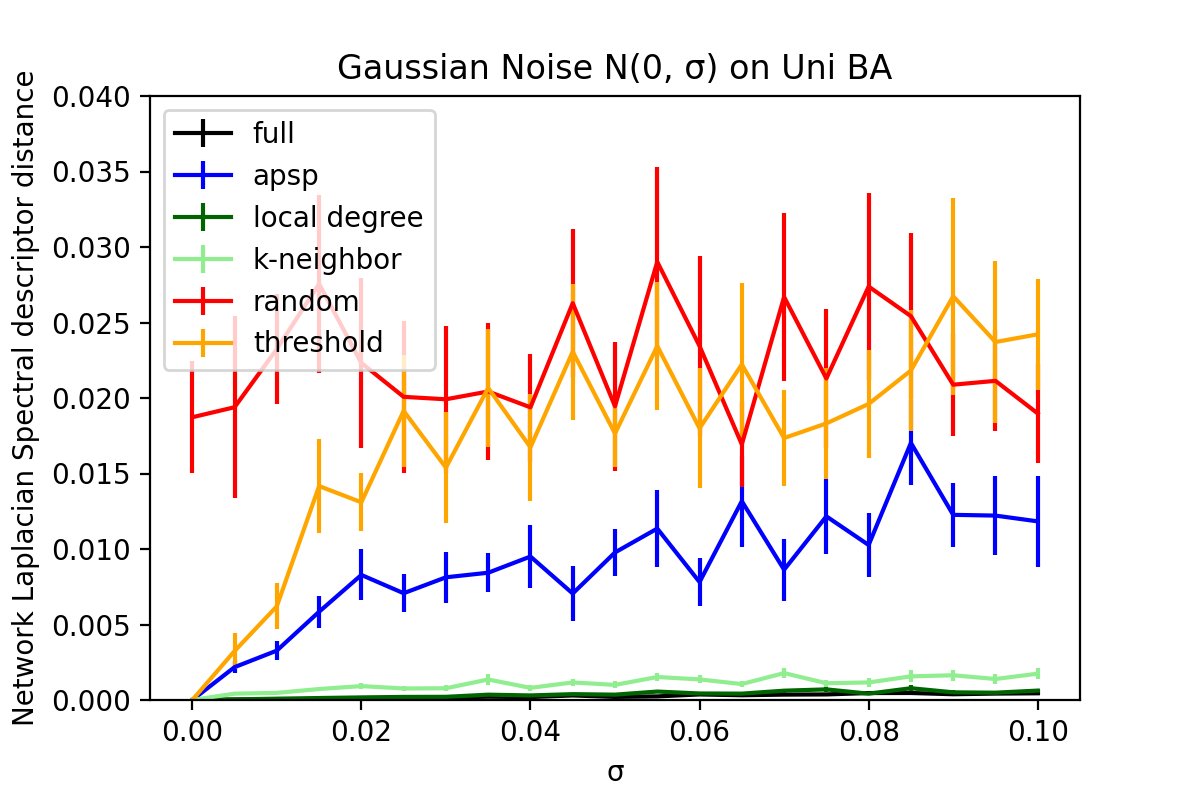 Gaussian Noise N(0, σ) on Uni BA
Network Laplacian Spectral descriptor distance
0.040
0.035
0.030
0.025
0.020
0.015
0.010
0.005
0.000
full
apsp
local degree
k-neighbor
random
threshold
0.00 0.02 0.04 0.06 0.08 0.10
σ